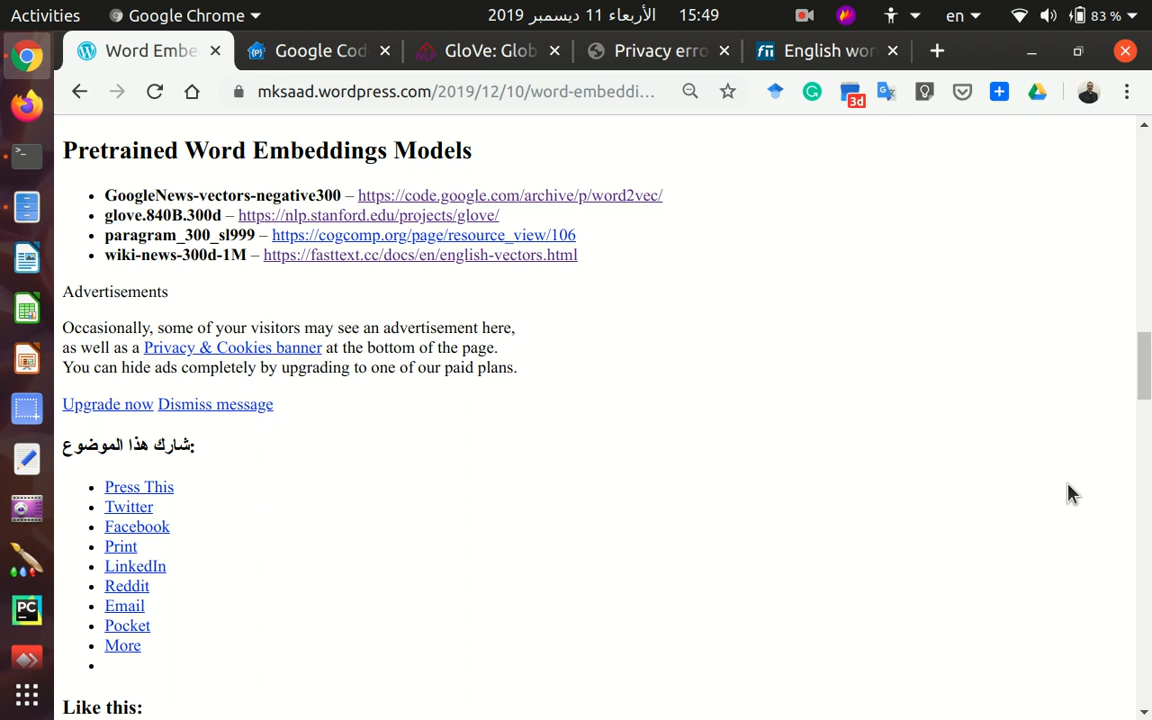 Activities
Google Chrome
الأربعاء 11 ديسمبر 2019 15:49
en
83 %
Word Embe
Google Cod
GloVe: Glob
Privacy erro
English wor
mksaad.wordpress.com/2019/12/10/word-embeddi...
3d
Pretrained Word Embeddings Models
GoogleNews-vectors-negative300 – https://code.google.com/archive/p/word2vec/
glove.840B.300d – https://nlp.stanford.edu/projects/glove/
paragram_300_sl999 – https://cogcomp.org/page/resource_view/106
wiki-news-300d-1M – https://fasttext.cc/docs/en/english-vectors.html
Advertisements
Occasionally, some of your visitors may see an advertisement here,
as well as a Privacy & Cookies banner at the bottom of the page.
You can hide ads completely by upgrading to one of our paid plans.
Upgrade now Dismiss message
شارك هذا الموضوع:
Press This
Twitter
Facebook
Print
LinkedIn
Reddit
Email
Pocket
More
PC
Like this: